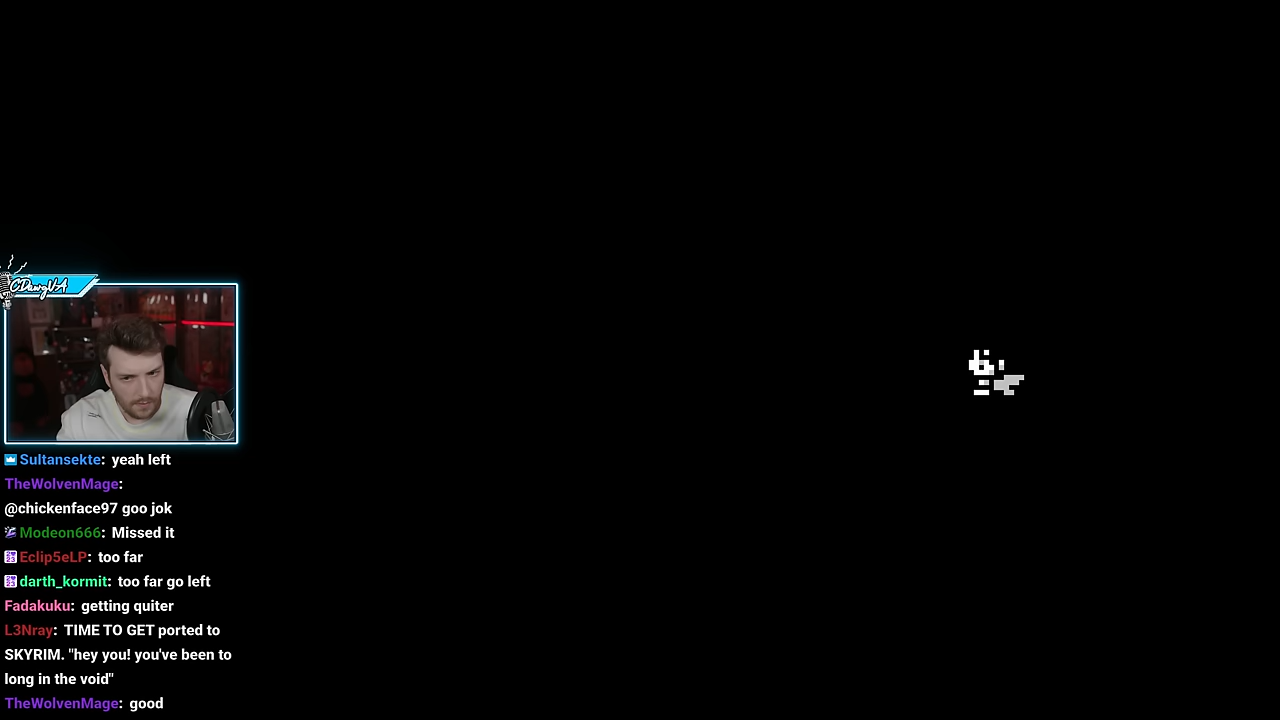 CDawgVA
Sultansekte: yeah left
TheWolvenMage:
@chickenface97 goo jok
Modeon666: Missed it
Eclip5eLP: too far
darth_kormit: too far go left
Fadakuku: getting quiter
L3Nray: TIME TO GET ported to
SKYRIM. "hey you! you've been to
long in the void"
TheWolvenMage: good